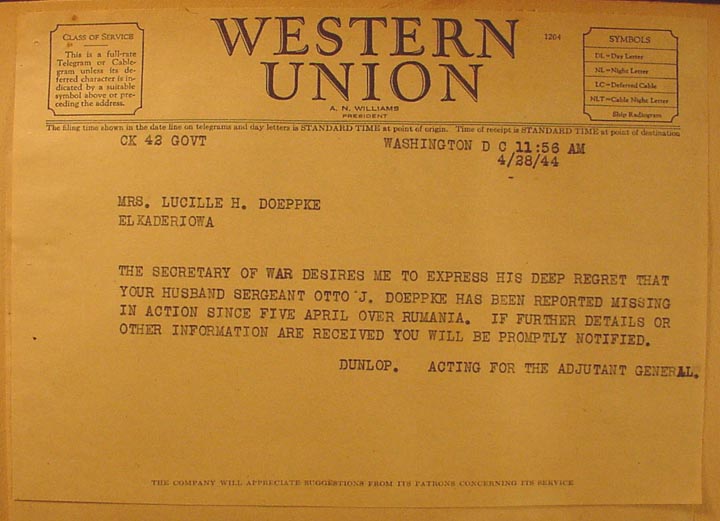 CLASS OF SERVICE
This is a full-rate
Telegram or Cable-
gram unless its de-
ferred character is in-
dicated by a suitable
symbol above or pre-
ceding the address.
WESTERN
UNION
A. N. WILLIAMS
PRESIDENT
1204
SYMBOLS
DL=Day Letter
NL=Night Letter
LC=Deferred Cable
NLT=Cable Night Letter
Ship Radiogram
The filing time shown in the date line on telegrams and day letters is STANDARD TIME at point of origin. Time of receipt is STANDARD TIME at point of destination
CK 42 GOVT WASHINGTON D C 11:56 AM
4/28/44
MRS. LUCILLE H. DOEPPKE
ELKADERIOWA
THE SECRETARY OF WAR DESIRES ME TO EXPRESS HIS DEEP REGRET THAT
YOUR HUSBAND SERGEANT OTTO J. DOEPPKE HAS BEEN REPORTED MISSING
IN ACTION SINCE FIVE APRIL OVER RUMANIA. IF FURTHER DETAILS OR
OTHER INFORMATION ARE RECEIVED YOU WILL BE PROMPTLY NOTIFIED.
DUNLOP. ACTING FOR THE ADJUTANT GENERAL.
THE COMPANY WILL APPRECIATE SUGGESTIONS FROM ITS PATRONS CONCERNING ITS SERVICE